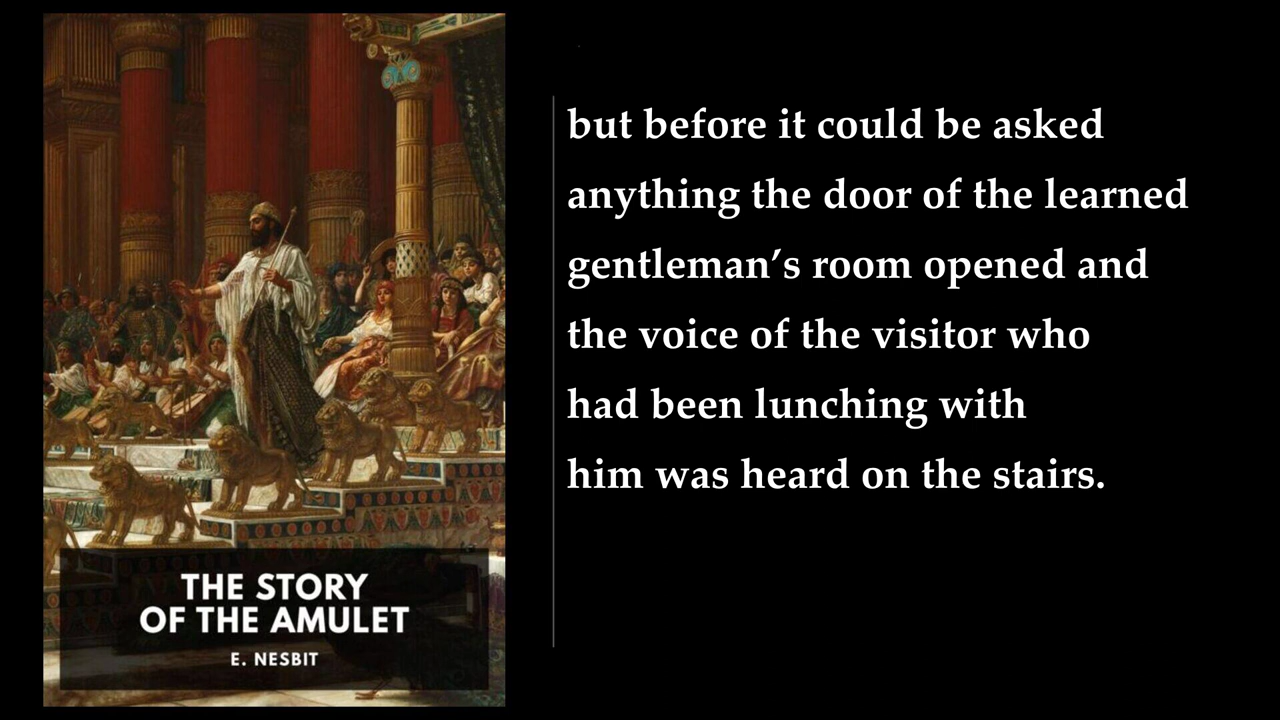 THE STORY
OF THE AMULET
E. NESBIT
but before it could be asked
anything the door of the learned
gentleman’s room opened and
the voice of the visitor who
had been lunching with
him was heard on the stairs.